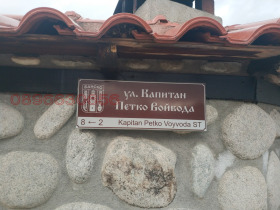 ул. Капитан
Петко Войвода
8 ← 2 Kapitan Petko Voyvoda ST